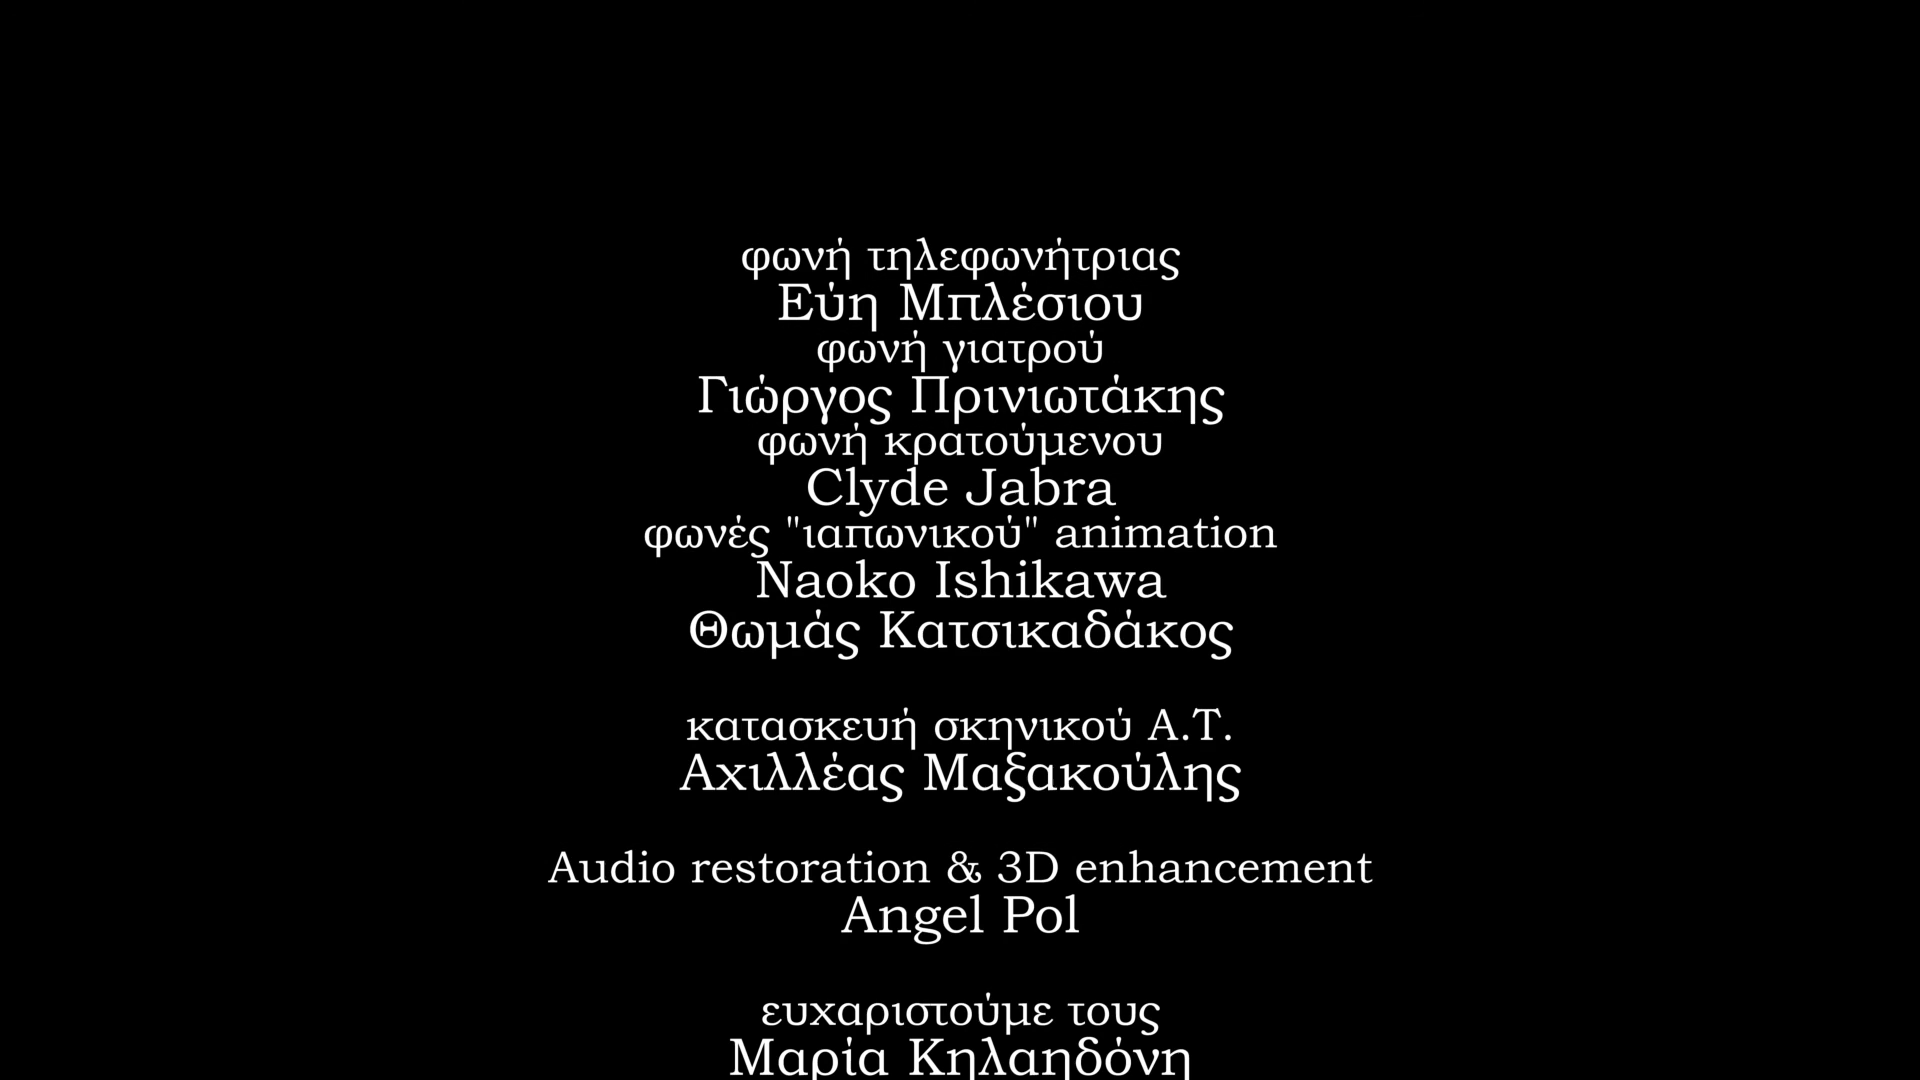 φωνή τηλεφωνήτριας
Εύη Μπλέσιου
φωνή γιατρού
Γιώργος Πρινιωτάκης
φωνή κρατούμενου
Clyde Jabra
φωνές "ιαπωνικού" animation
Naoko Ishikawa
Θωμάς Κατσικαδάκος
κατασκευή σκηνικού Α.Τ.
Αχιλλέας Μαξακούλης
Audio restoration & 3D enhancement
Angel Pol
ευχαριστούμε τους
Μαρία Κηλαηδόνη